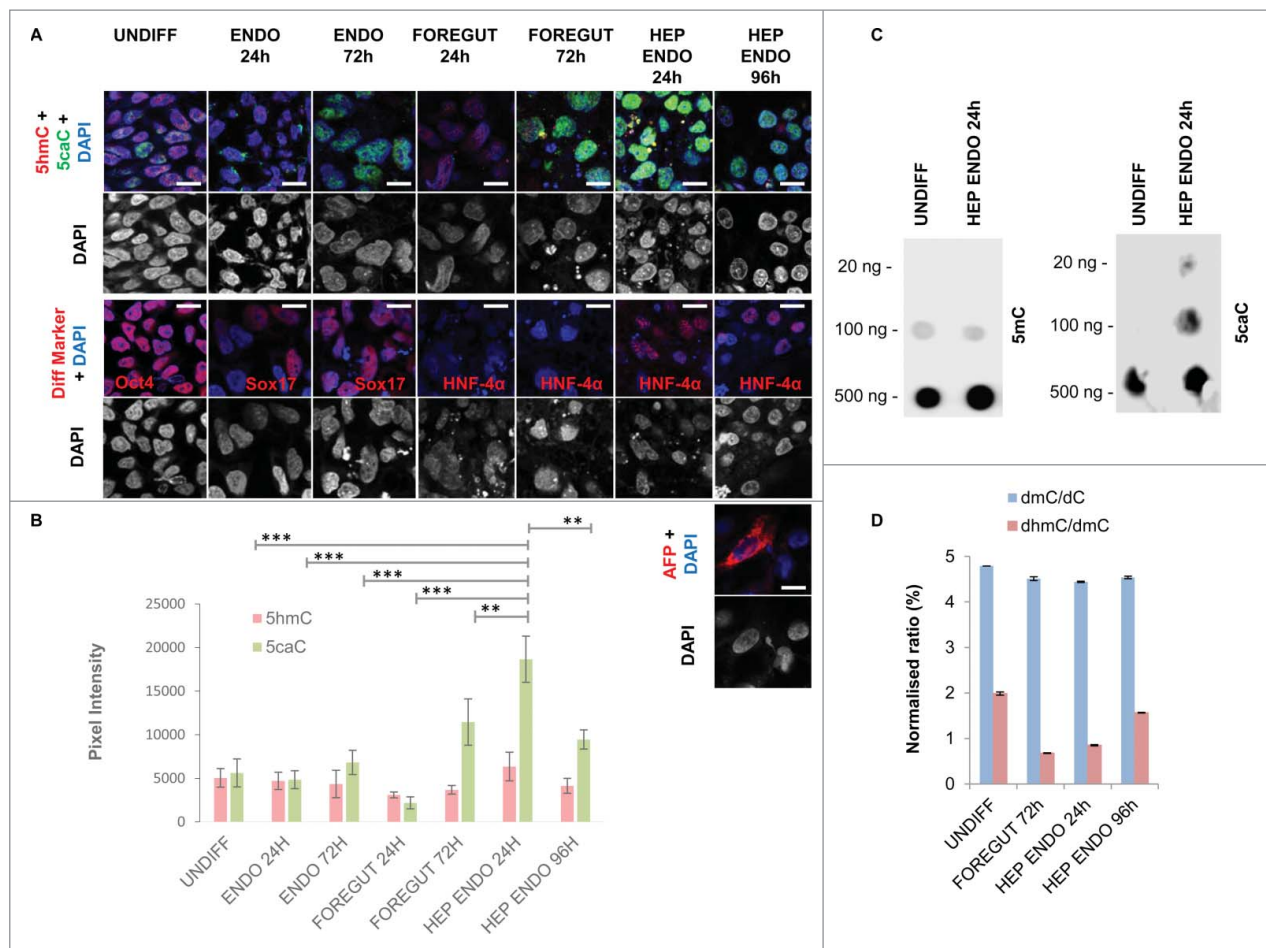 A
UNDIFF
ENDO
24h
ENDO
72h
FOREGUT
24h
FOREGUT
72h
HEP
ENDO
24h
HEP
ENDO
96h
5hmC +
5caC +
DAPI
DAPI
Diff Marker
+ DAPI
Oct4
Sox17
Sox17
HNF-4α
HNF-4α
HNF-4α
HNF-4α
DAPI
AFP +
DAPI
DAPI
B
***
***
***
***
**
**
Pixel Intensity
25000
20000
15000
10000
5000
0
5hmC
5caC
UNDIFF
ENDO 24H
ENDO 72H
FOREGUT 24H
FOREGUT 72H
HEP ENDO 24H
HEP ENDO 96H
C
UNDIFF
HEP ENDO 24h
20 ng -
100 ng -
500 ng -
5mC
UNDIFF
HEP ENDO 24h
20 ng -
100 ng -
500 ng -
5caC
D
dmC/dC
dhmC/dmC
Normalised ratio (%)
5
4
3
2
1
0
UNDIFF
FOREGUT 72h
HEP ENDO 24h
HEP ENDO 96h